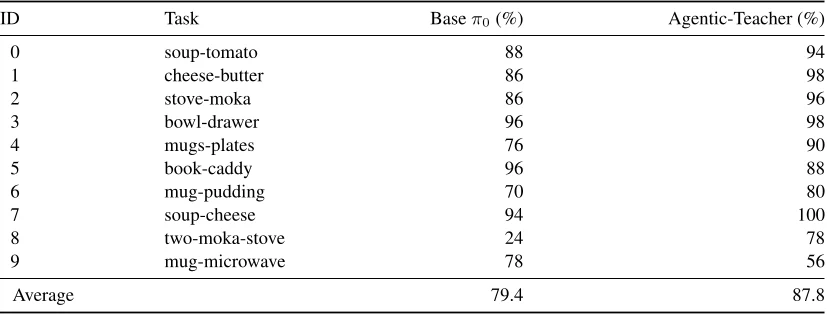 ID Task Base π₀ (%) Agentic-Teacher (%)
0 soup-tomato 88 94
1 cheese-butter 86 98
2 stove-moka 86 96
3 bowl-drawer 96 98
4 mugs-plates 76 90
5 book-caddy 96 88
6 mug-pudding 70 80
7 soup-cheese 94 100
8 two-moka-stove 24 78
9 mug-microwave 78 56
Average 79.4 87.8